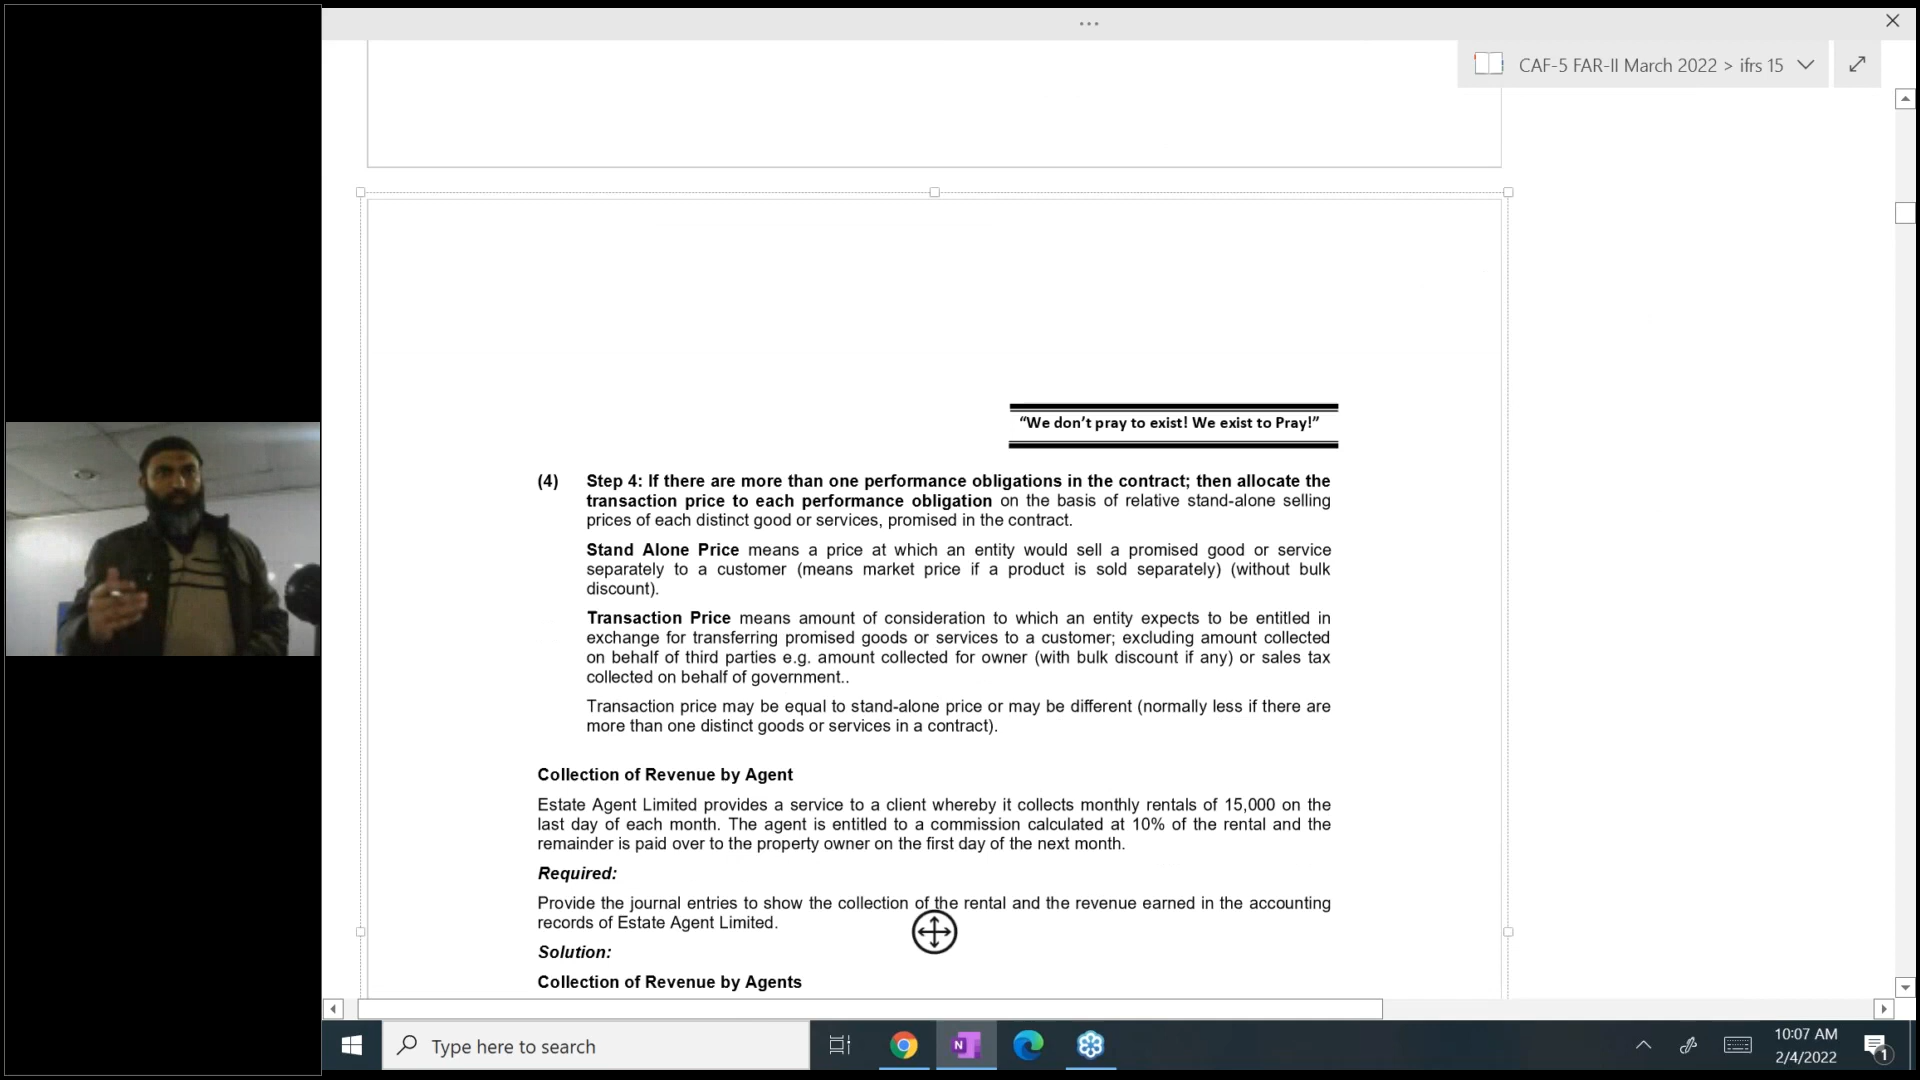 CAF-5 FAR-II March 2022 > ifrs 15
“We don’t pray to exist! We exist to Pray!”
(4) Step 4: If there are more than one performance obligations in the contract; then allocate the
transaction price to each performance obligation on the basis of relative stand-alone selling
prices of each distinct good or services, promised in the contract.
Stand Alone Price means a price at which an entity would sell a promised good or service
separately to a customer (means market price if a product is sold separately) (without bulk
discount).
Transaction Price means amount of consideration to which an entity expects to be entitled in
exchange for transferring promised goods or services to a customer; excluding amount collected
on behalf of third parties e.g. amount collected for owner (with bulk discount if any) or sales tax
collected on behalf of government..
Transaction price may be equal to stand-alone price or may be different (normally less if there are
more than one distinct goods or services in a contract).
Collection of Revenue by Agent
Estate Agent Limited provides a service to a client whereby it collects monthly rentals of 15,000 on the
last day of each month. The agent is entitled to a commission calculated at 10% of the rental and the
remainder is paid over to the property owner on the first day of the next month.
Required:
Provide the journal entries to show the collection of the rental and the revenue earned in the accounting
records of Estate Agent Limited.
Solution:
Collection of Revenue by Agents
Type here to search
N
10:07 AM
2/4/2022
1